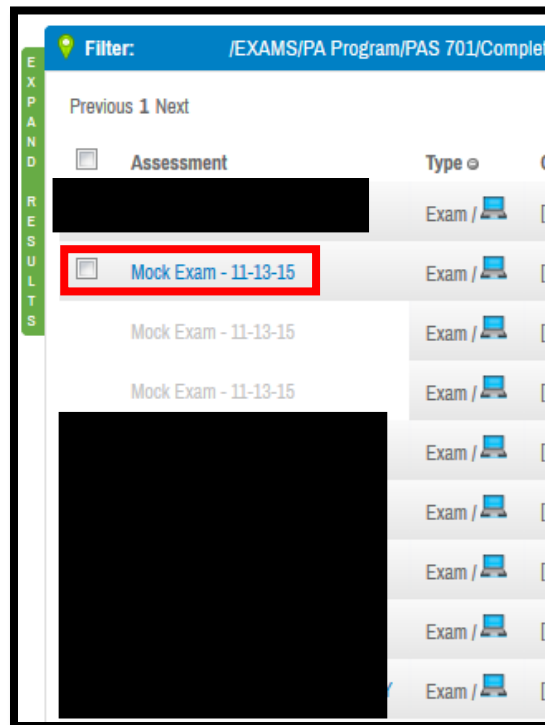 EXPAND RESULTS
Filter: /EXAMS/PA Program/PAS 701/Complet
Previous 1 Next
Assessment Type
Exam /
Mock Exam - 11-13-15 Exam /
Mock Exam - 11-13-15 Exam /
Mock Exam - 11-13-15 Exam /
Exam /
Exam /
Exam /
Exam /
Exam /